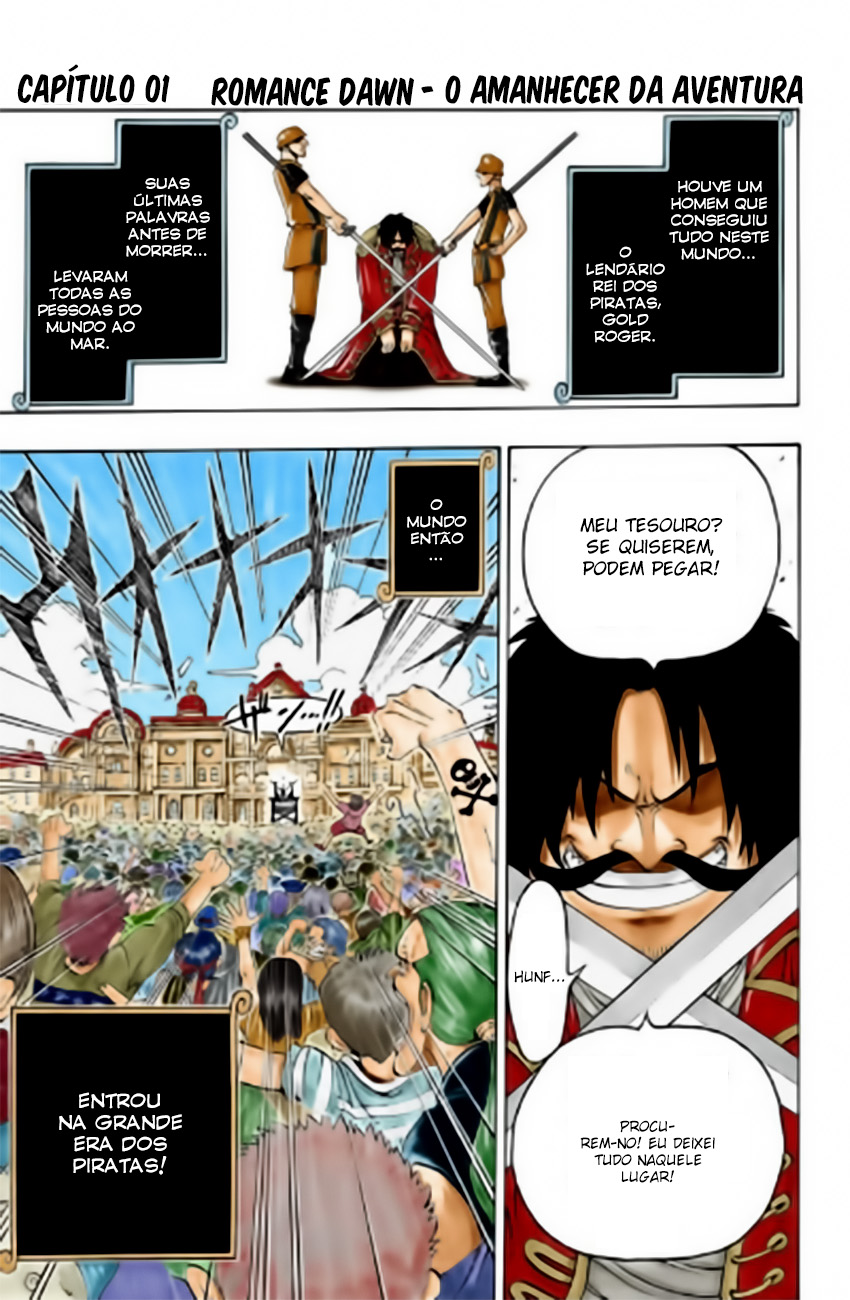 CAPÍTULO 01 ROMANCE DAWN - O AMANHECER DA AVENTURA
HOUVE UM
HOMEM QUE
CONSEGUIU
TUDO NESTE
MUNDO...
O
LENDÁRIO
REI DOS
PIRATAS,
GOLD
ROGER.
SUAS
ÚLTIMAS
PALAVRAS
ANTES DE
MORRER...
LEVARAM
TODAS AS
PESSOAS DO
MUNDO AO
MAR.
MEU TESOURO?
SE QUISEREM,
PODEM PEGAR!
HUNF...
PROCU-
REM-NO! EU DEIXEI
TUDO NAQUELE
LUGAR!
O
MUNDO
ENTÃO
...
ENTROU
NA GRANDE
ERA DOS
PIRATAS!